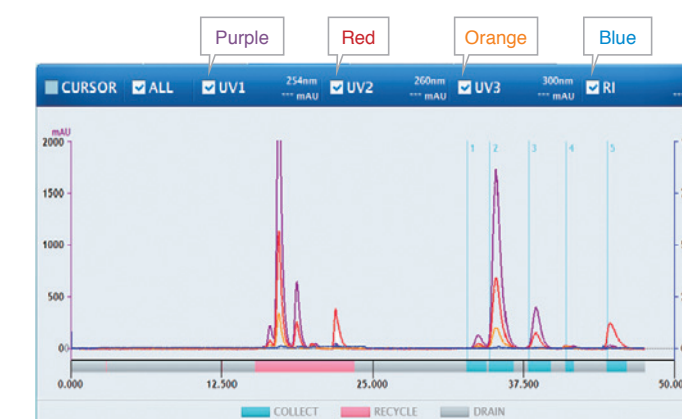 Purple Red Orange Blue
CURSOR ALL UV1 254nm --- mAU UV2 260nm --- mAU UV3 300nm --- mAU RI
mAU
2000
1 2 3 4 5
1500
1000
500
00
0.000 12.500 25.000 37.500 50.00
COLLECT RECYCLE DRAIN